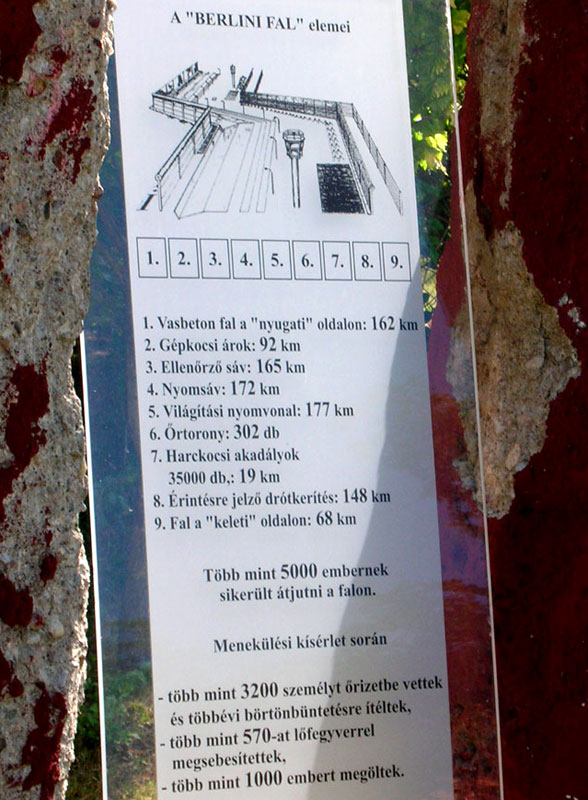 A "BERLINI FAL" elemei
1. 2. 3. 4. 5. 6. 7. 8. 9.
1. Vasbeton fal a "nyugati" oldalon: 162 km
2. Gépkocsi árok: 92 km
3. Ellenőrző sáv: 165 km
4. Nyomsáv: 172 km
5. Világítási nyomvonal: 177 km
6. Őrtorony: 302 db
7. Harckocsi akadályok
35000 db,: 19 km
8. Érintésre jelző drótkerítés: 148 km
9. Fal a "keleti" oldalon: 68 km
Több mint 5000 embernek
sikerült átjutni a falon.
Menekülési kísérlet során
- több mint 3200 személyt őrizetbe vettek
és többévi börtönbüntetésre ítéltek,
- több mint 570-at lőfegyverrel
megsebesítettek,
- több mint 1000 embert megöltek.